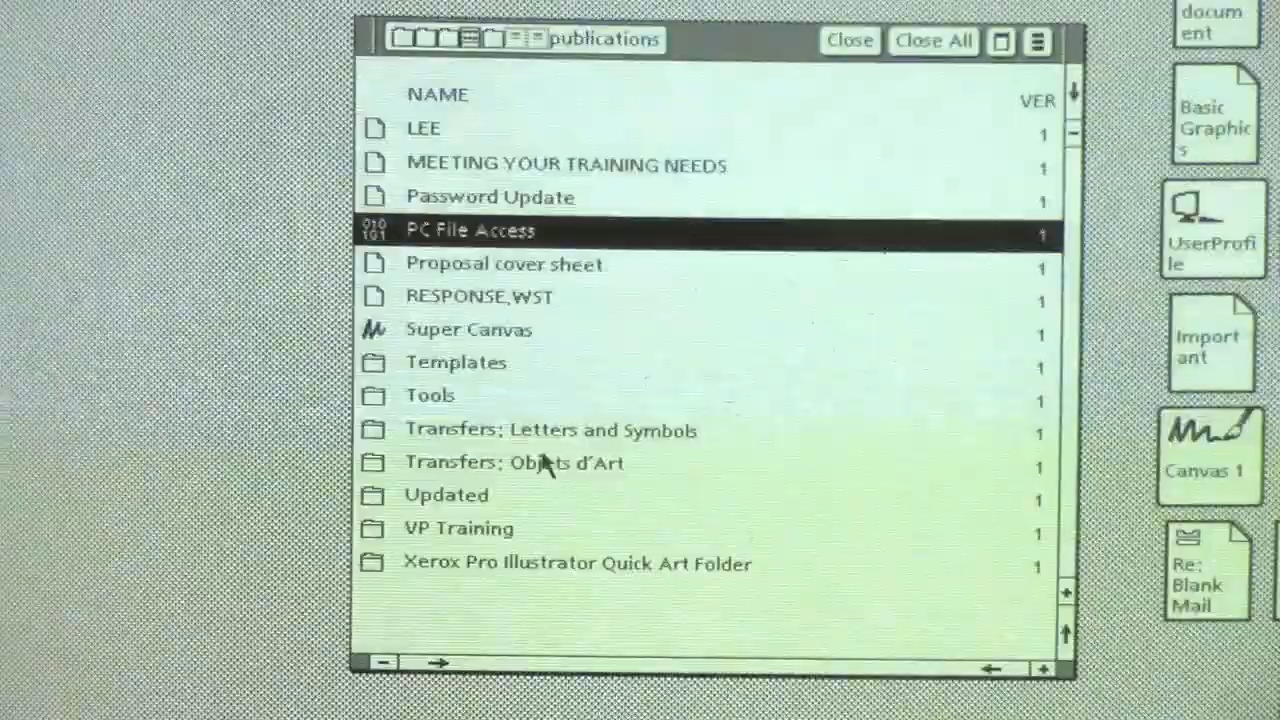 publications
Close
Close All
NAME
VER
LEE
1
MEETING YOUR TRAINING NEEDS
1
Password Update
1
010
101
PC File Access
1
Proposal cover sheet
1
RESPONSE.WST
1
Super Canvas
1
Templates
1
Tools
1
Transfers: Letters and Symbols
1
Transfers: Objets d'Art
1
Updated
1
VP Training
1
Xerox Pro Illustrator Quick Art Folder
1
docum
ent
Basic
Graphic
s
UserProfi
le
Import
ant
Canvas 1
Re:
Blank
Mail